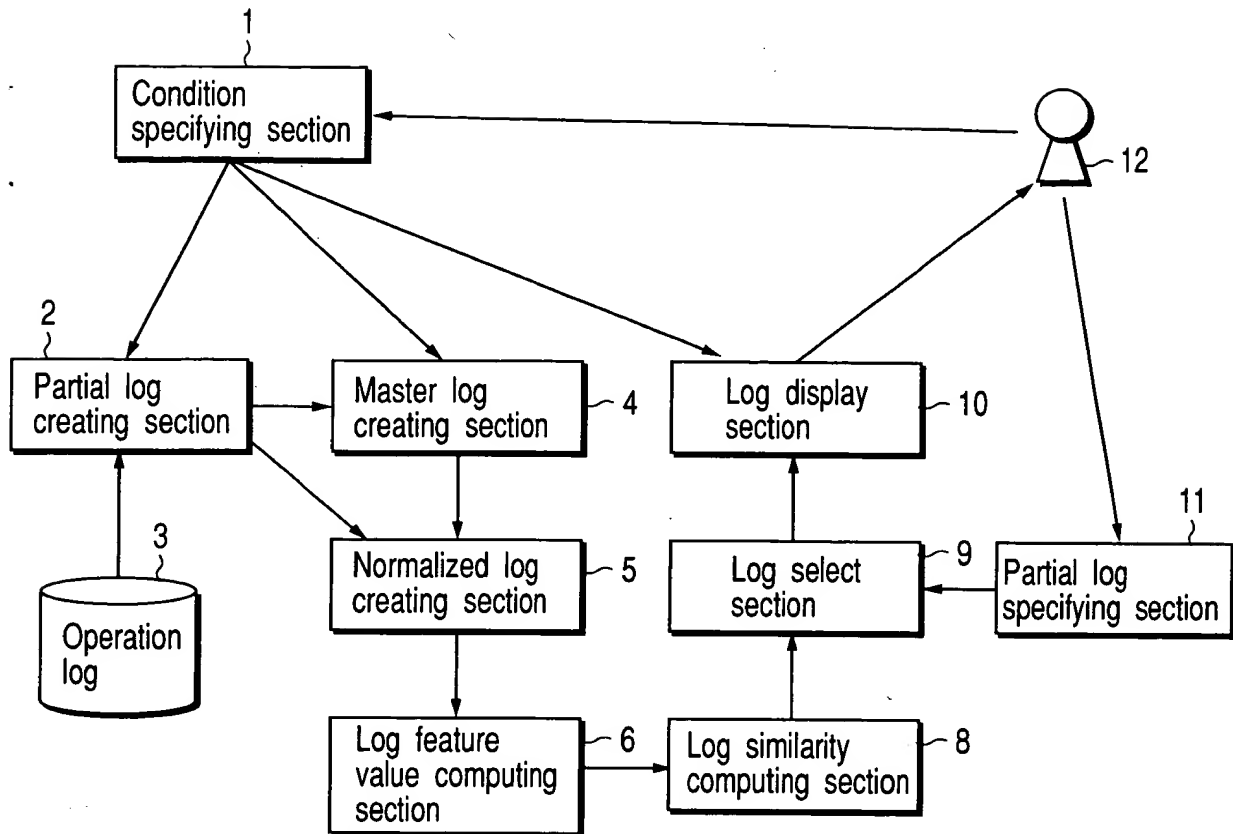 1
Condition
specifying section
12
2
Partial log
creating section
Master log
creating section
4
Log display
section
10
3
Operation
log
Normalized log
creating section
5
Log select
section
9
11
Partial log
specifying section
Log feature
value computing
section
6
Log similarity
computing section
8